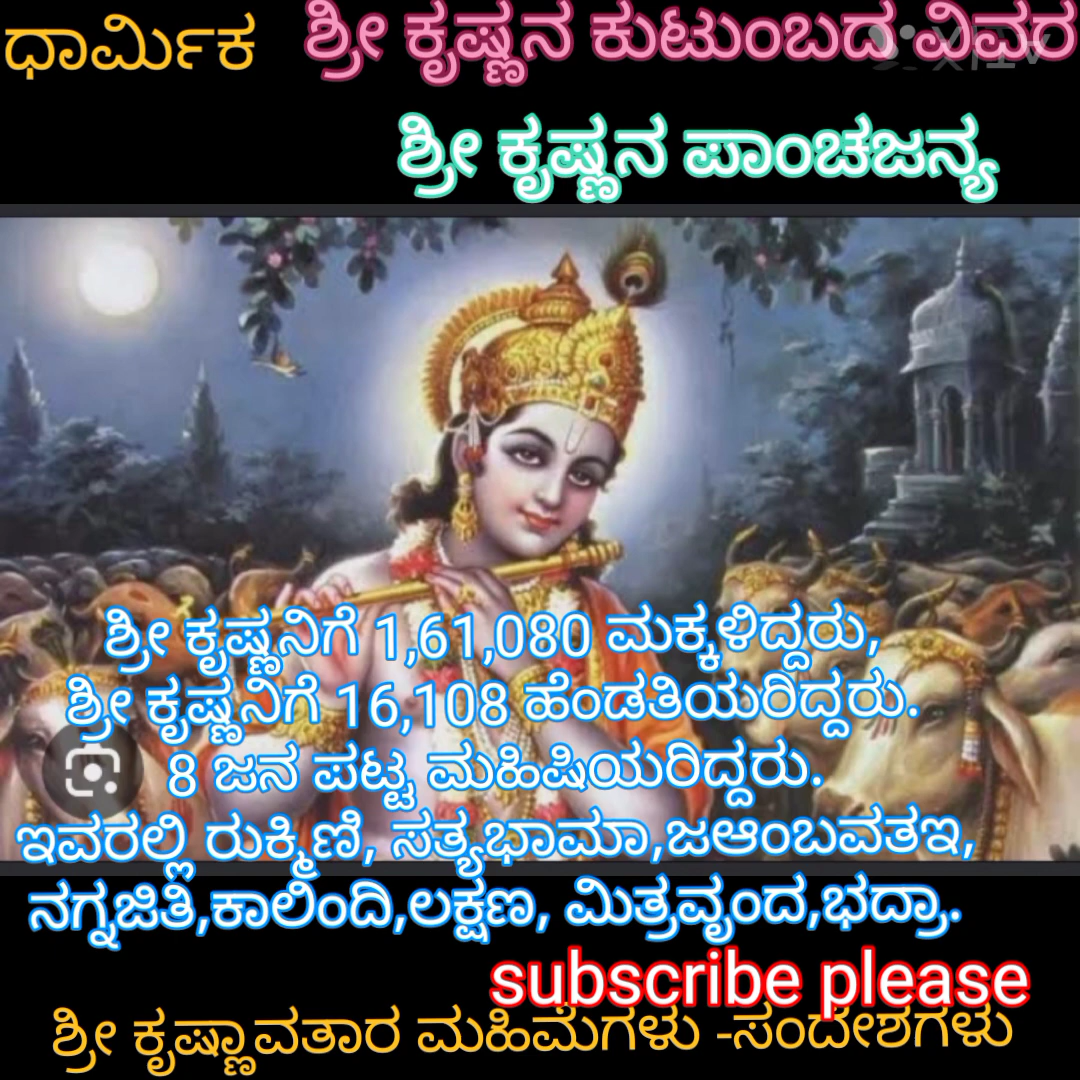 ಧಾರ್ಮಿಕ ಶ್ರೀ ಕೃಷ್ಣನ ಕುಟುಂಬದ ವಿವರ
ಶ್ರೀ ಕೃಷ್ಣನ ಪಾಂಚಜನ್ಯ
ಶ್ರೀ ಕೃಷ್ಣನಿಗೆ 1,61,080 ಮಕ್ಕಳಿದ್ದರು,
ಶ್ರೀ ಕೃಷ್ಣನಿಗೆ 16,108 ಹೆಂಡತಿಯರಿದ್ದರು.
8 ಜನ ಪಟ್ಟ ಮಹಿಷಿಯರಿದ್ದರು.
ಇವರಲ್ಲಿ ರುಕ್ಮಿಣಿ, ಸತ್ಯಭಾಮಾ,ಜಆಂಬವತಇ,
ನಗ್ನಜಿತಿ,ಕಾಲಿಂದಿ,ಲಕ್ಷಣ, ಮಿತ್ರವೃಂದ,ಭದ್ರಾ.
subscribe please
ಶ್ರೀ ಕೃಷ್ಣಾವತಾರ ಮಹಿಮೆಗಳು -ಸಂದೇಶಗಳು